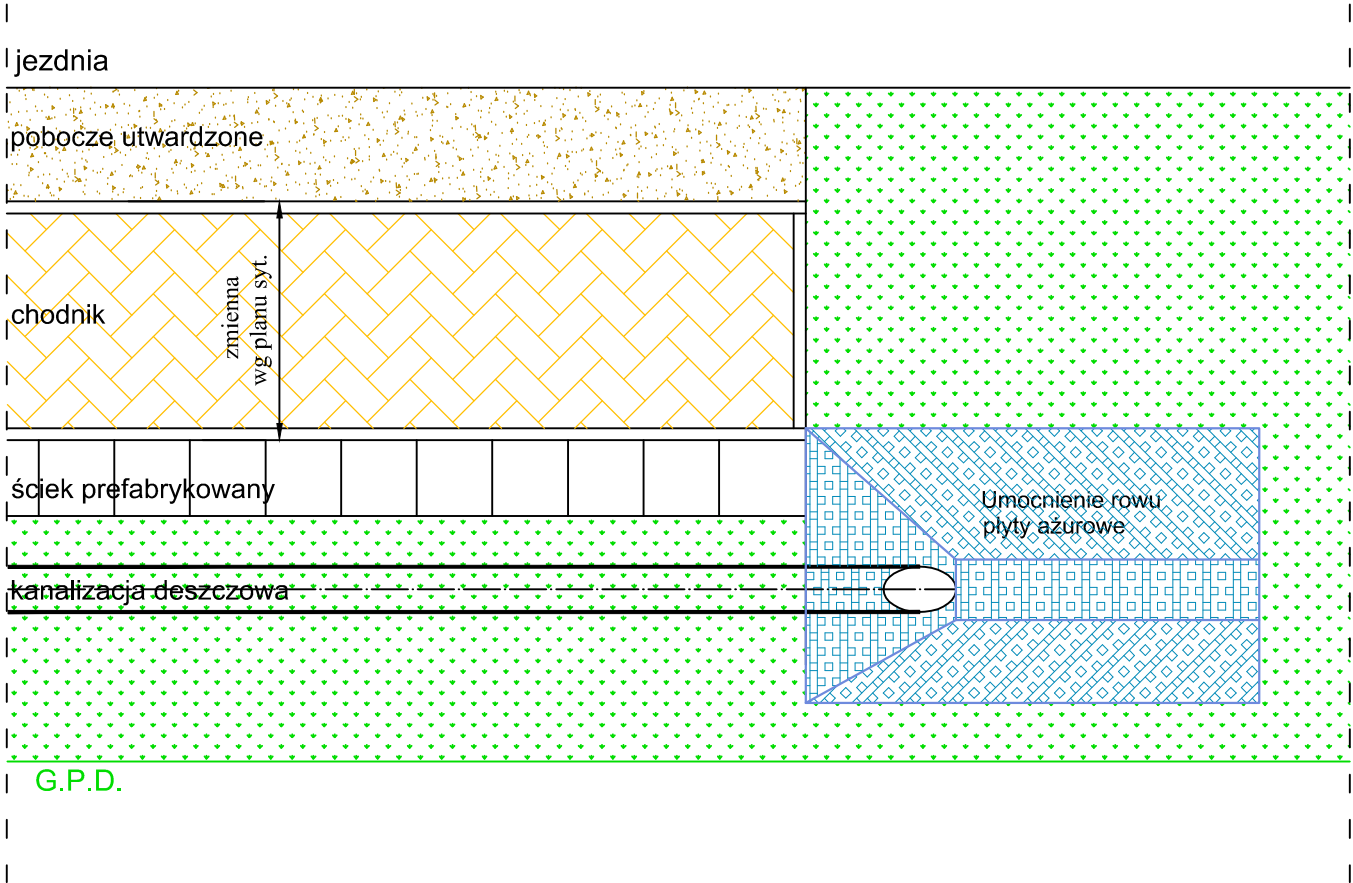 jezdnia
pobocze utwardzone
chodnik
zmienna
wg planu syt.
ściek prefabrykowany
Umocnienie rowu
płyty ażurowe
kanalizacja deszczowa
G.P.D.